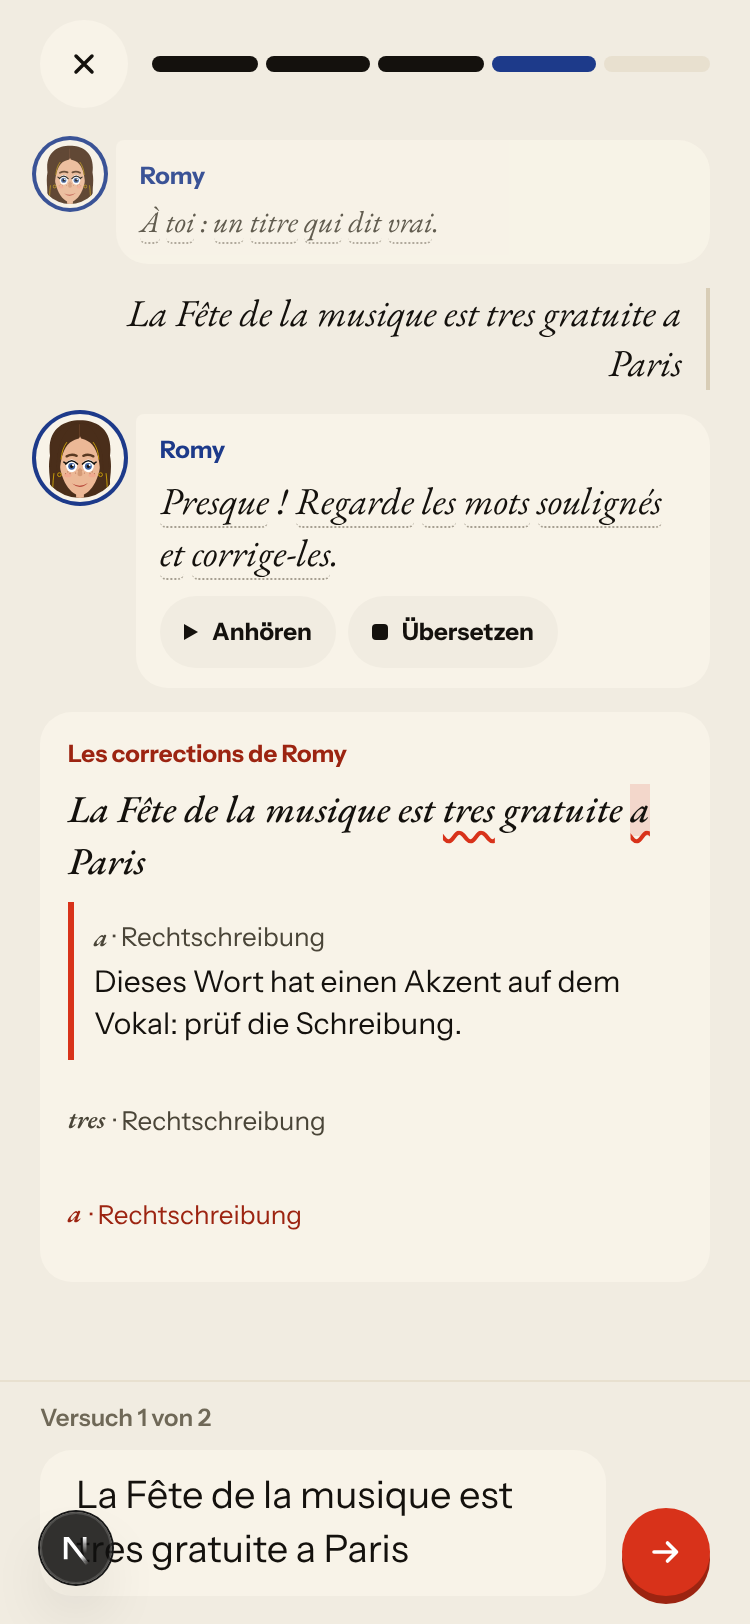 Romy
À toi : un titre qui dit vrai.
La Fête de la musique est tres gratuite a
Paris
Romy
Presque ! Regarde les mots soulignés
et corrige-les.
Anhören
Übersetzen
Les corrections de Romy
La Fête de la musique est tres gratuite a
Paris
a · Rechtschreibung
Dieses Wort hat einen Akzent auf dem
Vokal: prüf die Schreibung.
tres · Rechtschreibung
a · Rechtschreibung
Versuch 1 von 2
La Fête de la musique est
tres gratuite a Paris
N